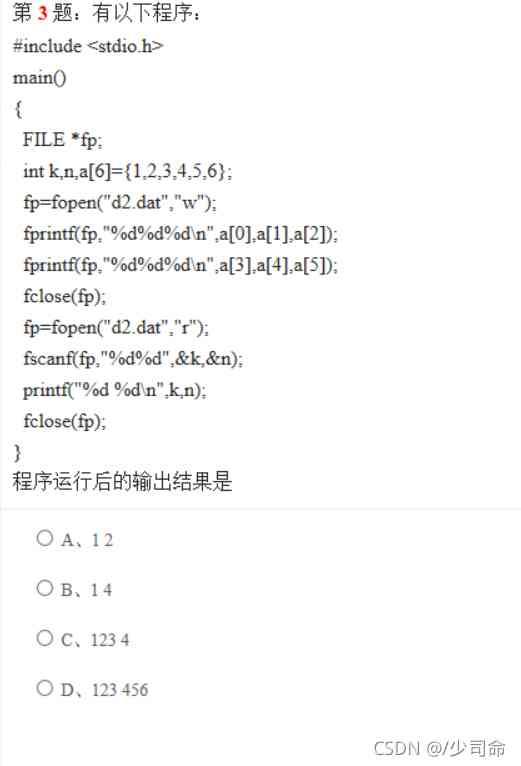 第 3 题：有以下程序：
#include <stdio.h>
main()
{
FILE *fp;
int k,n,a[6]={1,2,3,4,5,6};
fp=fopen("d2.dat","w");
fprintf(fp,"%d%d%d\n",a[0],a[1],a[2]);
fprintf(fp,"%d%d%d\n",a[3],a[4],a[5]);
fclose(fp);
fp=fopen("d2.dat","r");
fscanf(fp,"%d%d",&k,&n);
printf("%d %d\n",k,n);
fclose(fp);
}
程序运行后的输出结果是
A、1 2
B、1 4
C、123 4
D、123 456
CSDN @/少司命